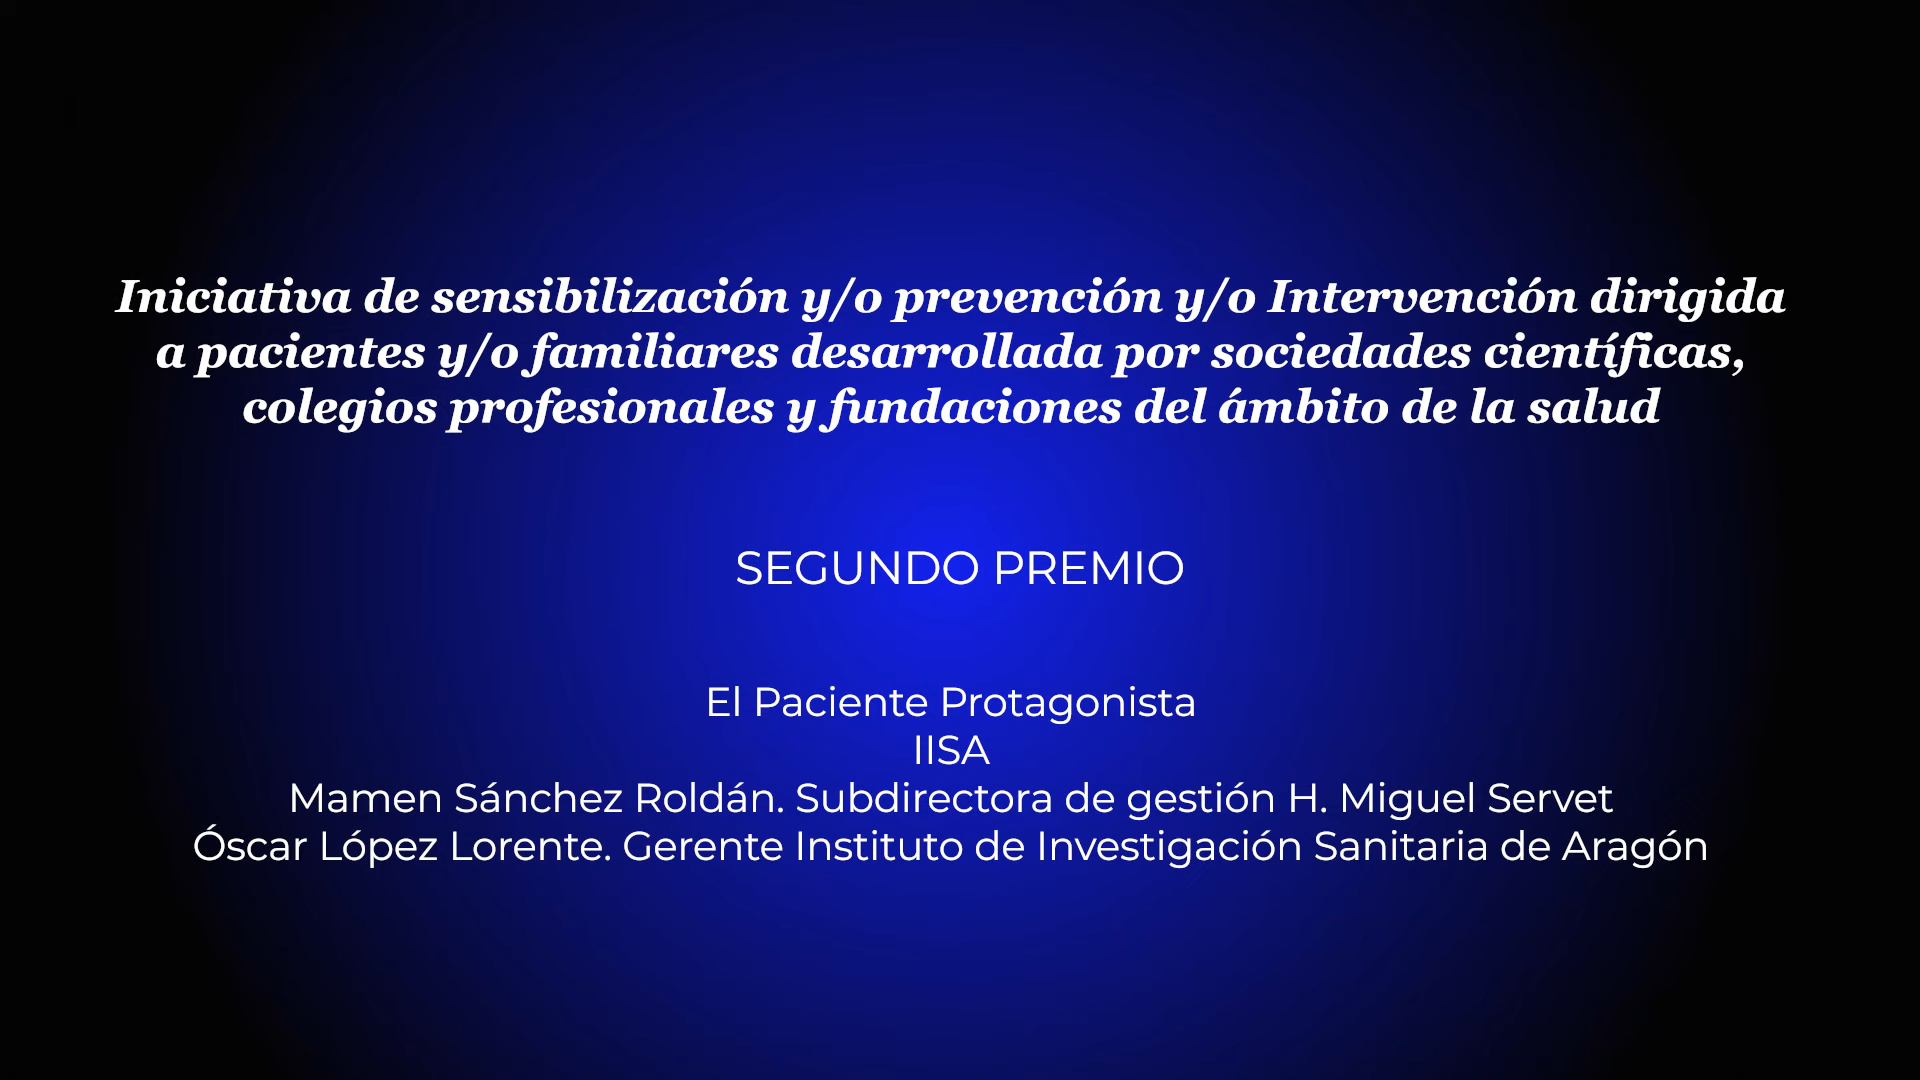 Iniciativa de sensibilización y/o prevención y/o Intervención dirigida
a pacientes y/o familiares desarrollada por sociedades científicas,
colegios profesionales y fundaciones del ámbito de la salud
SEGUNDO PREMIO
El Paciente Protagonista
IISA
Mamen Sánchez Roldán. Subdirectora de gestión H. Miguel Servet
Óscar López Lorente. Gerente Instituto de Investigación Sanitaria de Aragón